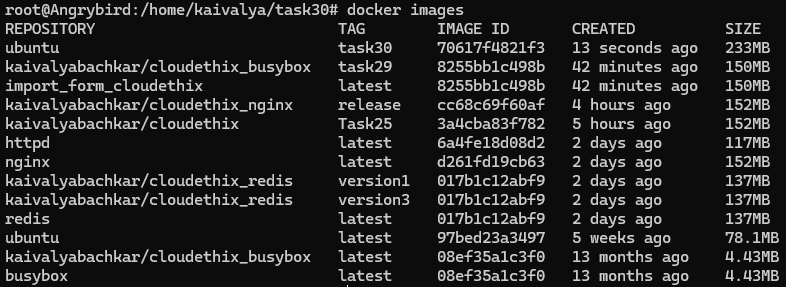 root@Angrybird:/home/kaivalya/task30# docker images
REPOSITORY TAG IMAGE ID CREATED SIZE
ubuntu task30 70617f4821f3 13 seconds ago 233MB
kaivalyabachkar/cloudethix_busybox task29 8255bb1c498b 42 minutes ago 150MB
import_form_cloudethix latest 8255bb1c498b 42 minutes ago 150MB
kaivalyabachkar/cloudethix_nginx release cc68c69f60af 4 hours ago 152MB
kaivalyabachkar/cloudethix Task25 3a4cba83f782 5 hours ago 152MB
httpd latest 6a4fe18d08d2 2 days ago 117MB
nginx latest d261fd19cb63 2 days ago 152MB
kaivalyabachkar/cloudethix_redis version1 017b1c12abf9 2 days ago 137MB
kaivalyabachkar/cloudethix_redis version3 017b1c12abf9 2 days ago 137MB
redis latest 017b1c12abf9 2 days ago 137MB
ubuntu latest 97bed23a3497 5 weeks ago 78.1MB
kaivalyabachkar/cloudethix_busybox latest 08ef35a1c3f0 13 months ago 4.43MB
busybox latest 08ef35a1c3f0 13 months ago 4.43MB